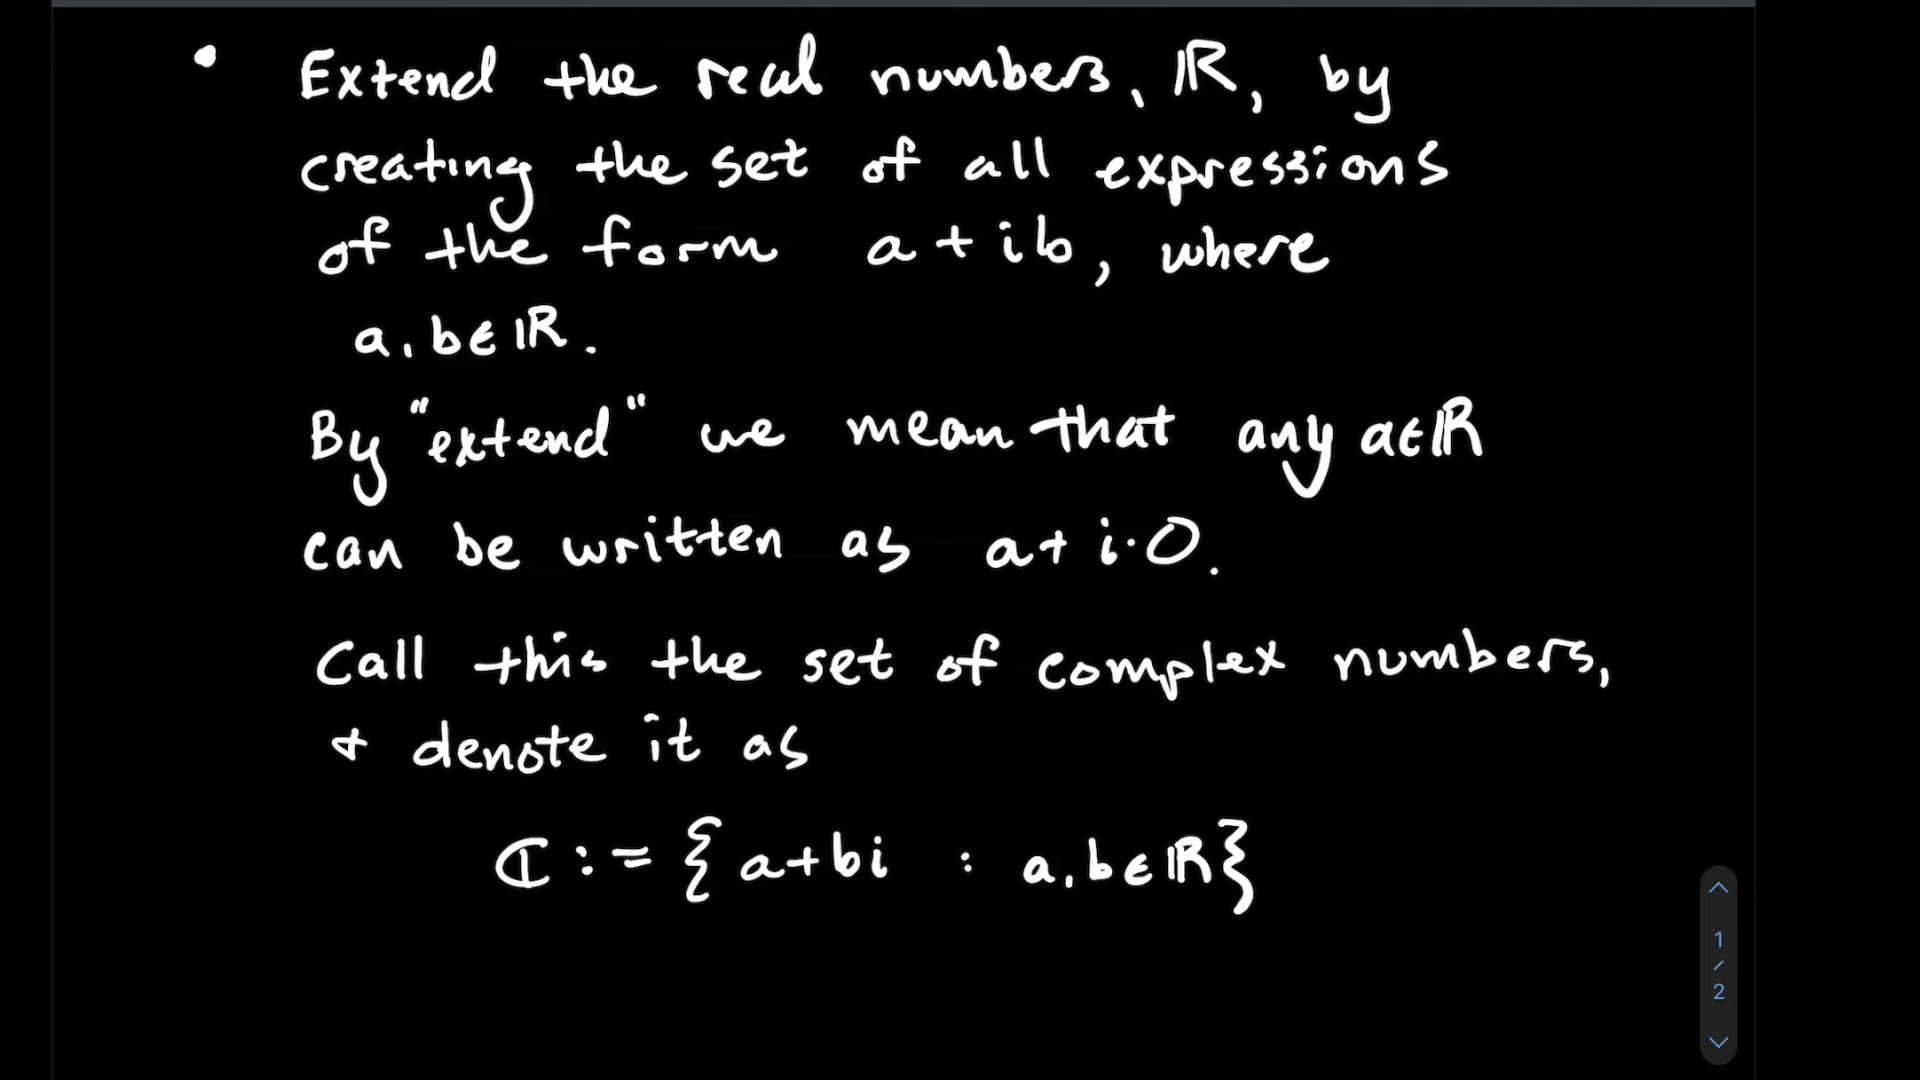 • Extend the real numbers, ℝ, by
creating the set of all expressions
of the form a + ib, where
a, b ∈ ℝ.
By "extend" we mean that any a ∈ ℝ
can be written as a + i·0.
Call this the set of complex numbers,
& denote it as
ℂ := { a + bi : a, b ∈ ℝ }
1
/
2